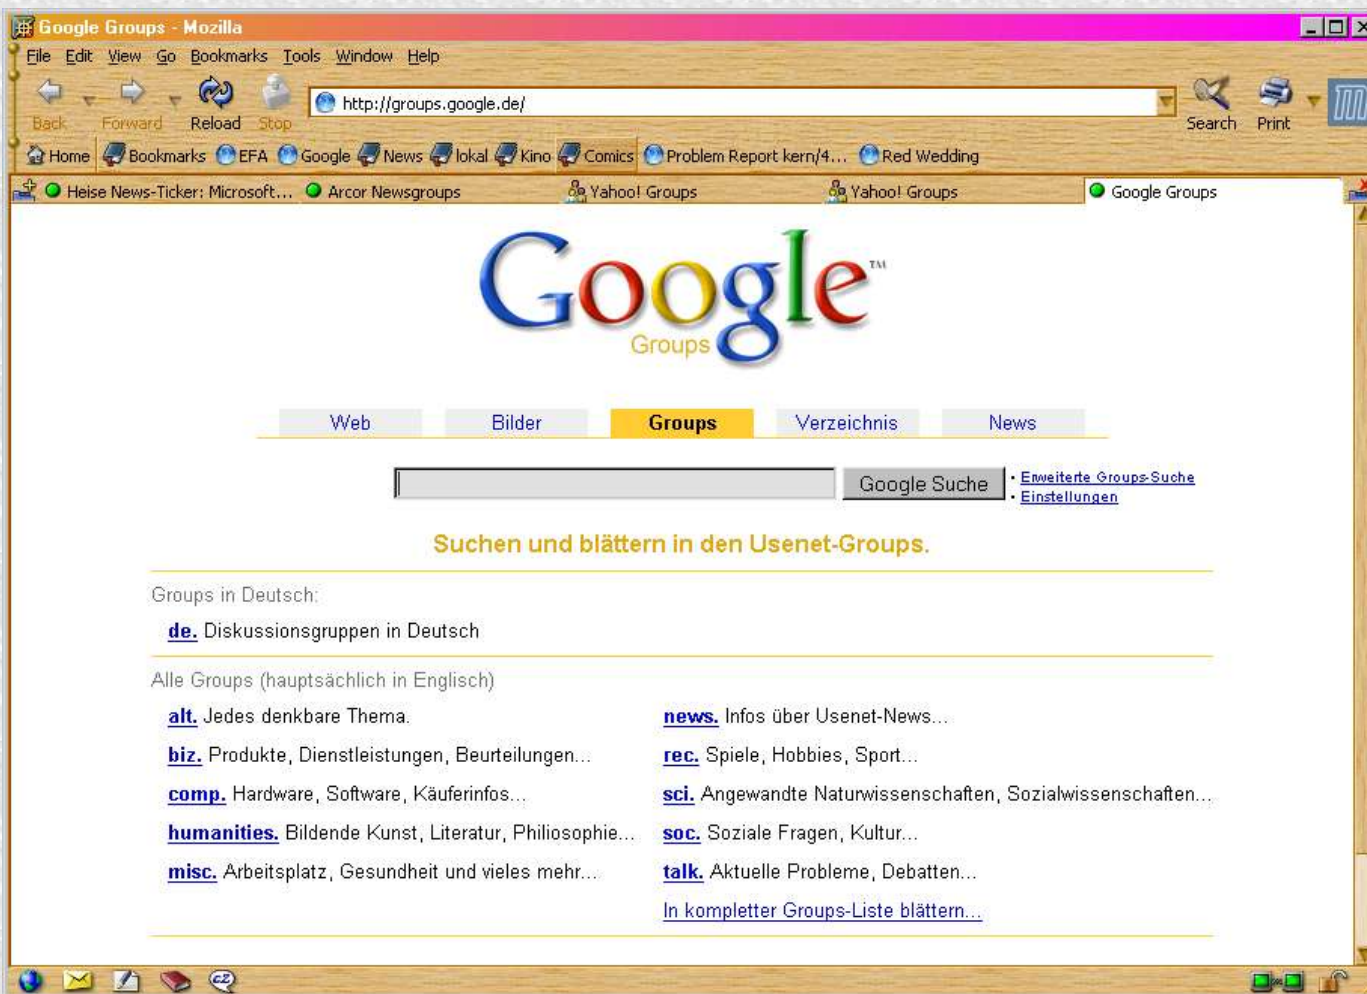 Google Groups - Mozilla
File Edit View Go Bookmarks Tools Window Help
Back Forward Reload Stop http://groups.google.de/ Search Print
Home Bookmarks EFA Google News lokal Kino Comics Problem Report kern/4... Red Wedding
Heise News-Ticker: Microsoft... Arcor Newsgroups Yahoo! Groups Yahoo! Groups Google Groups
Google™
Groups
Web Bilder Groups Verzeichnis News
Google Suche
• Erweiterte Groups-Suche
• Einstellungen
Suchen und blättern in den Usenet-Groups.
Groups in Deutsch:
de. Diskussionsgruppen in Deutsch
Alle Groups (hauptsächlich in Englisch)
alt. Jedes denkbare Thema.
biz. Produkte, Dienstleistungen, Beurteilungen...
comp. Hardware, Software, Käuferinfos...
humanities. Bildende Kunst, Literatur, Philiosophie...
misc. Arbeitsplatz, Gesundheit und vieles mehr...
news. Infos über Usenet-News...
rec. Spiele, Hobbies, Sport...
sci. Angewandte Naturwissenschaften, Sozialwissenschaften...
soc. Soziale Fragen, Kultur...
talk. Aktuelle Probleme, Debatten...
In kompletter Groups-Liste blättern...
cz